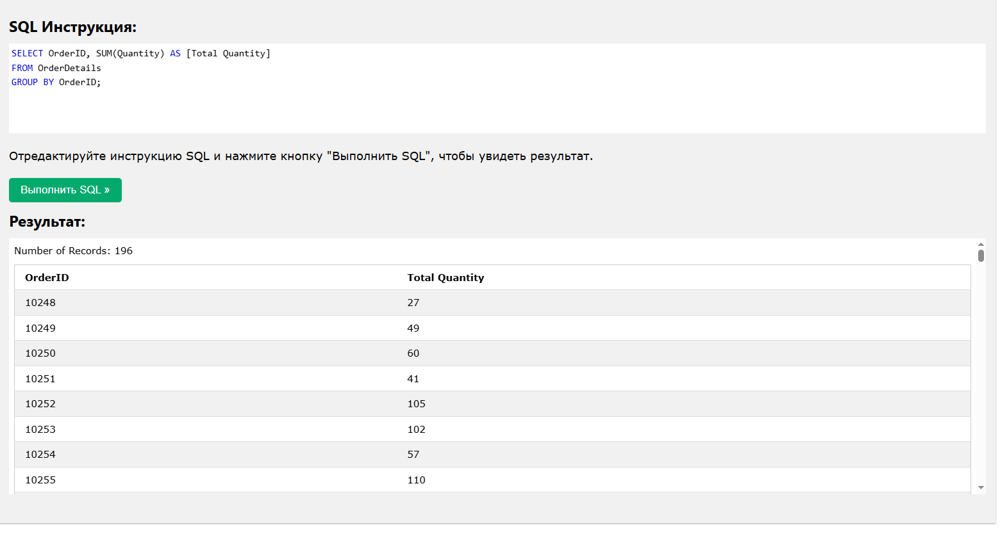 SQL Инструкция:
SELECT OrderID, SUM(Quantity) AS [Total Quantity]
FROM OrderDetails
GROUP BY OrderID;
Отредактируйте инструкцию SQL и нажмите кнопку "Выполнить SQL", чтобы увидеть результат.
Выполнить SQL »
Результат:
Number of Records: 196
OrderID Total Quantity
10248 27
10249 49
10250 60
10251 41
10252 105
10253 102
10254 57
10255 110